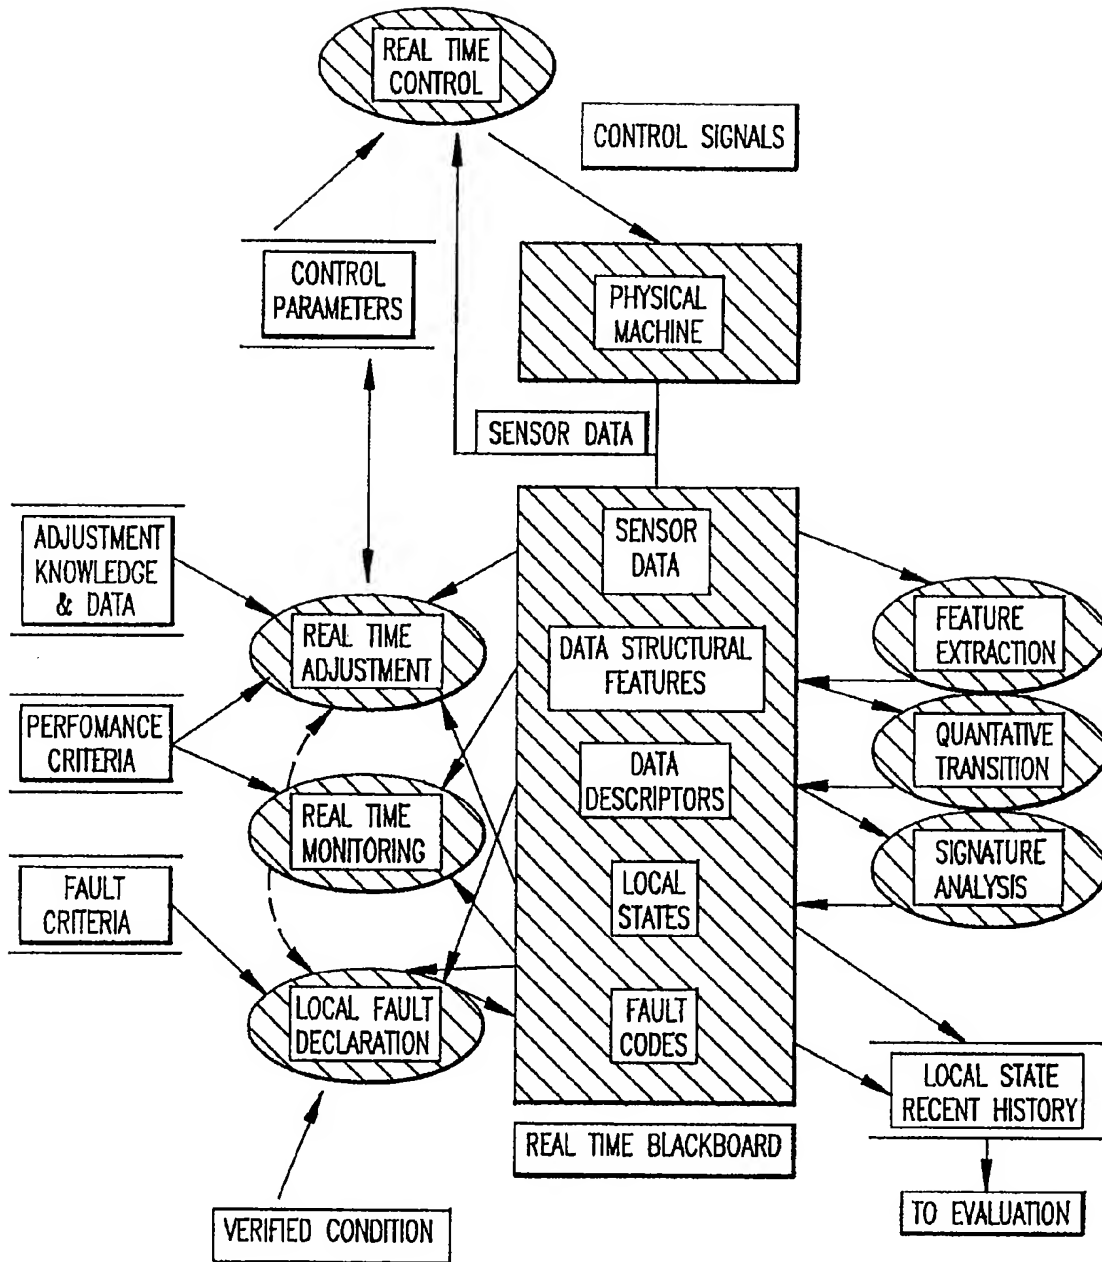 REAL TIME
CONTROL
CONTROL SIGNALS
CONTROL
PARAMETERS
PHYSICAL
MACHINE
SENSOR DATA
ADJUSTMENT
KNOWLEDGE
& DATA
SENSOR
DATA
REAL TIME
ADJUSTMENT
DATA STRUCTURAL
FEATURES
FEATURE
EXTRACTION
PERFOMANCE
CRITERIA
DATA
DESCRIPTORS
QUANTATIVE
TRANSITION
REAL TIME
MONITORING
SIGNATURE
ANALYSIS
FAULT
CRITERIA
LOCAL
STATES
LOCAL FAULT
DECLARATION
FAULT
CODES
LOCAL STATE
RECENT HISTORY
REAL TIME BLACKBOARD
VERIFIED CONDITION
TO EVALUATION